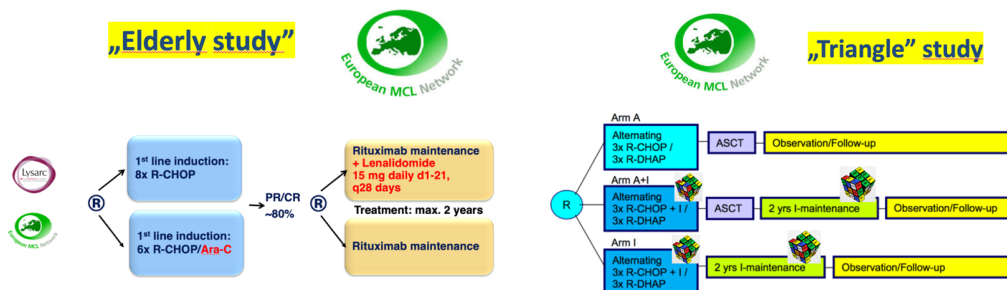 „Elderly study”
European MCL Network
Lysarc
European MCL Network
R
1st line induction:
8x R-CHOP
1st line induction:
6x R-CHOP/Ara-C
PR/CR
~80%
R
Rituximab maintenance
+ Lenalidomide
15 mg daily d1-21,
q28 days
Treatment: max. 2 years
Rituximab maintenance
European MCL Network
„Triangle” study
R
Arm A
Alternating
3x R-CHOP /
3x R-DHAP
ASCT
Observation/Follow-up
Arm A+I
Alternating
3x R-CHOP + I /
3x R-DHAP
ASCT
2 yrs I-maintenance
Observation/Follow-up
Arm I
Alternating
3x R-CHOP + I /
3x R-DHAP
2 yrs I-maintenance
Observation/Follow-up